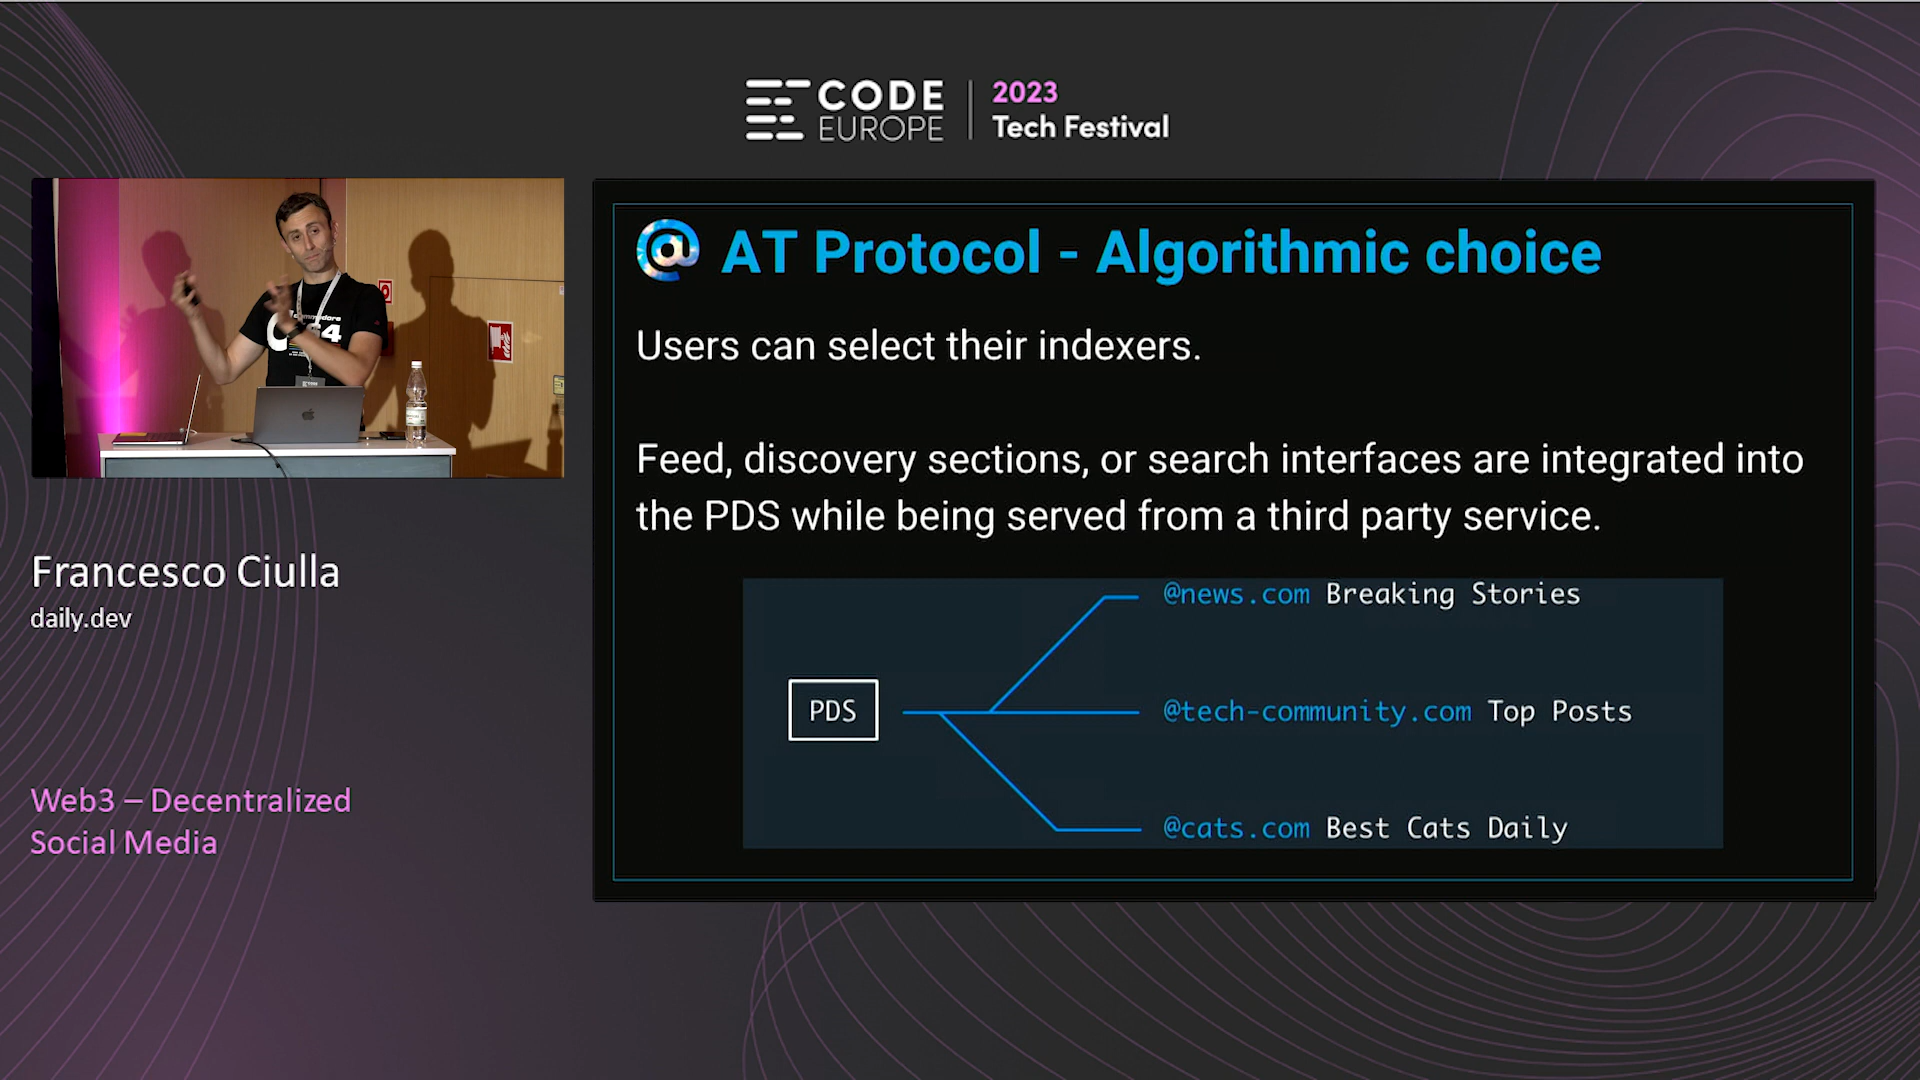 CODE
EUROPE
2023
Tech Festival
@ AT Protocol - Algorithmic choice
Users can select their indexers.
Feed, discovery sections, or search interfaces are integrated into
the PDS while being served from a third party service.
@news.com Breaking Stories
PDS
@tech-community.com Top Posts
@cats.com Best Cats Daily
commodore
64
Francesco Ciulla
daily.dev
Web3 – Decentralized
Social Media